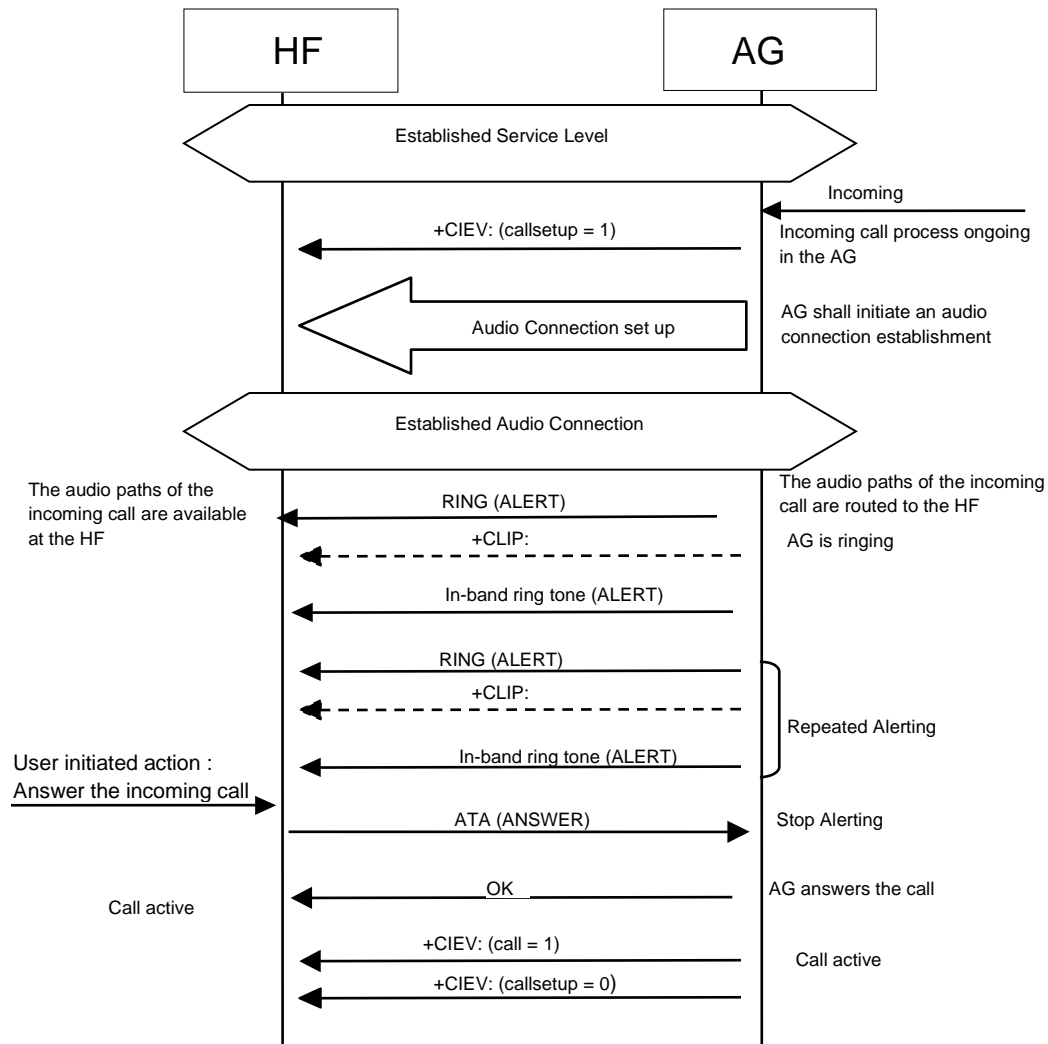 HF
AG
Established Service Level
Incoming
+CIEV: (callsetup = 1)
Incoming call process ongoing
in the AG
Audio Connection set up
AG shall initiate an audio
connection establishment
Established Audio Connection
The audio paths of the
incoming call are available
at the HF
The audio paths of the incoming
call are routed to the HF
RING (ALERT)
+CLIP:
AG is ringing
In-band ring tone (ALERT)
RING (ALERT)
+CLIP:
Repeated Alerting
In-band ring tone (ALERT)
User initiated action :
Answer the incoming call
ATA (ANSWER)
Stop Alerting
OK
AG answers the call
Call active
+CIEV: (call = 1)
Call active
+CIEV: (callsetup = 0)